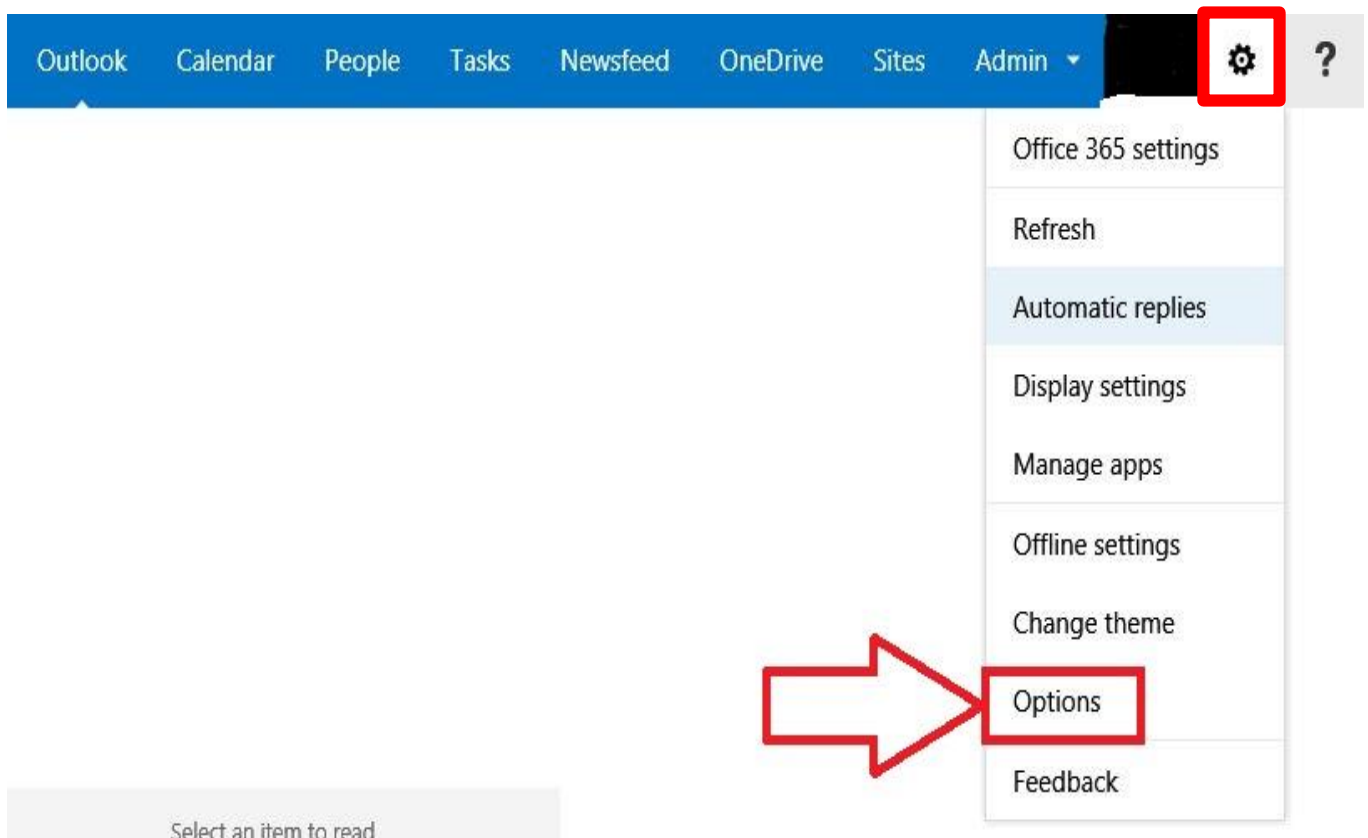 Outlook Calendar People Tasks Newsfeed OneDrive Sites Admin ?
Office 365 settings
Refresh
Automatic replies
Display settings
Manage apps
Offline settings
Change theme
Options
Feedback
Select an item to read